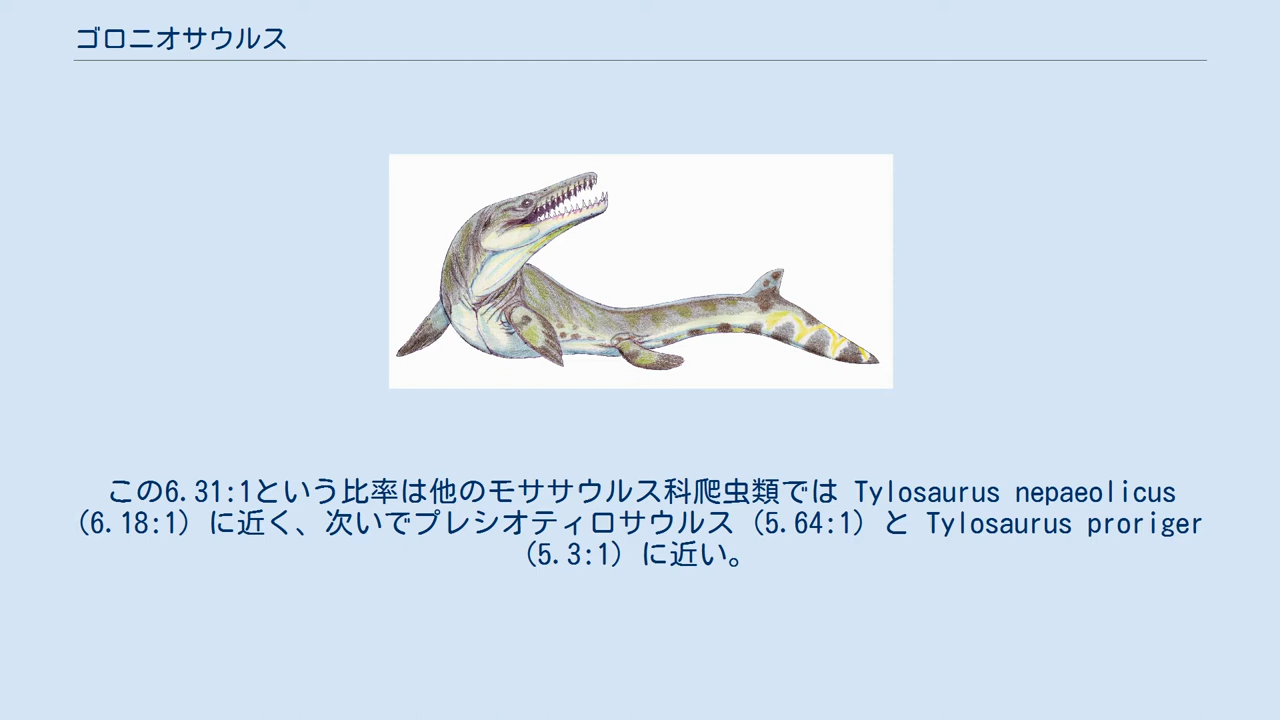 ゴロニオサウルス
この6.31:1という比率は他のモササウルス科爬虫類では Tylosaurus nepaeolicus
（6.18:1）に近く、次いでプレシオティロサウルス（5.64:1）と Tylosaurus proriger
（5.3:1）に近い。